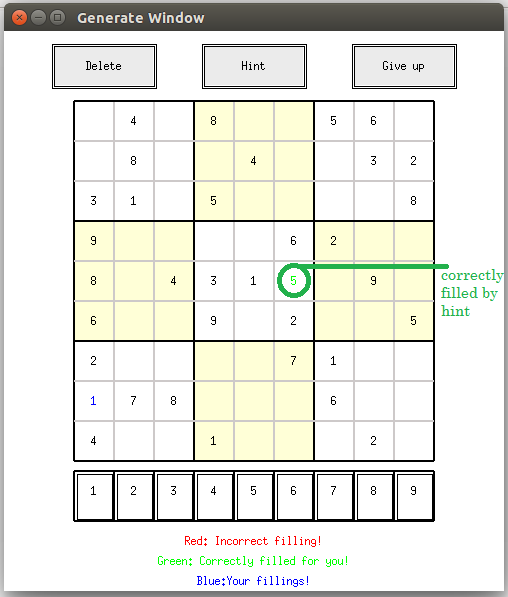 Generate Window
Delete Hint Give up
4 8 5 6
8 4 3 2
3 1 5 8
9 6 2
8 4 3 1 5 9
6 9 2 5
2 7 1
1 7 8 6
4 1 2
correctly
filled by
hint
1 2 3 4 5 6 7 8 9
Red: Incorrect filling!
Green: Correctly filled for you!
Blue:Your fillings!